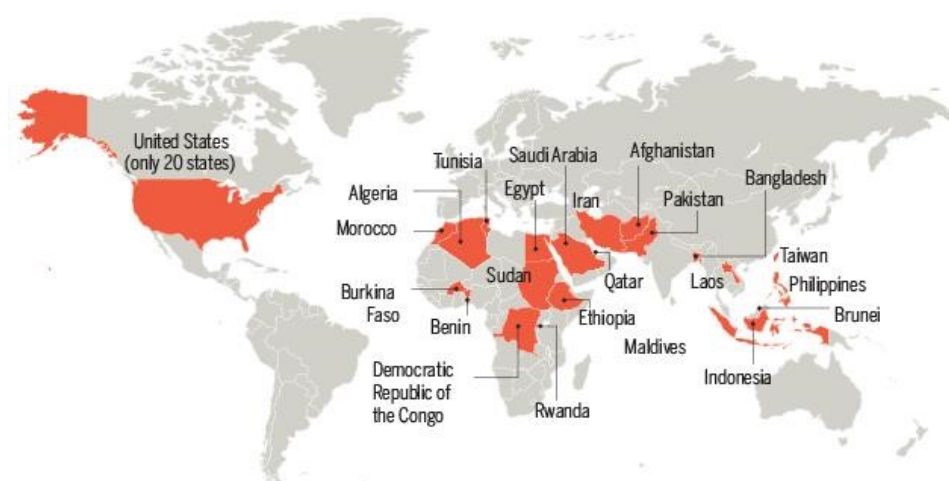 United States
(only 20 states)
Tunisia
Saudi Arabia
Afghanistan
Bangladesh
Algeria
Egypt
Iran
Pakistan
Morocco
Taiwan
Sudan
Qatar
Laos
Philippines
Burkina
Faso
Benin
Ethiopia
Brunei
Maldives
Democratic
Republic of
the Congo
Rwanda
Indonesia